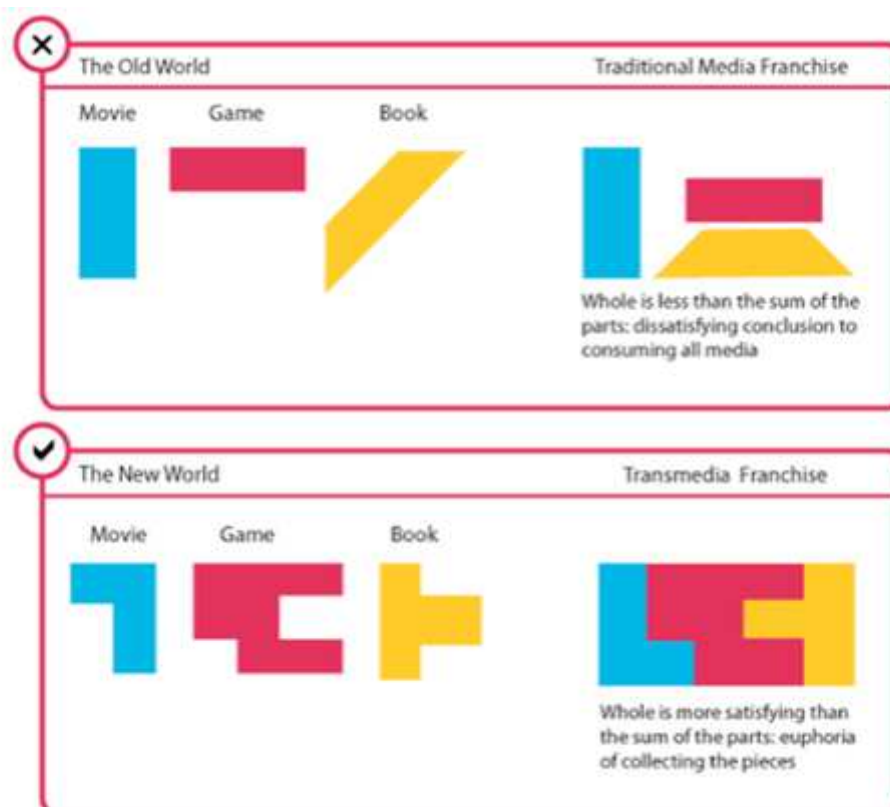 The Old World
Traditional Media Franchise
Movie
Game
Book
Whole is less than the sum of the
parts: dissatisfying conclusion to
consuming all media
The New World
Transmedia Franchise
Movie
Game
Book
Whole is more satisfying than
the sum of the parts: euphoria
of collecting the pieces